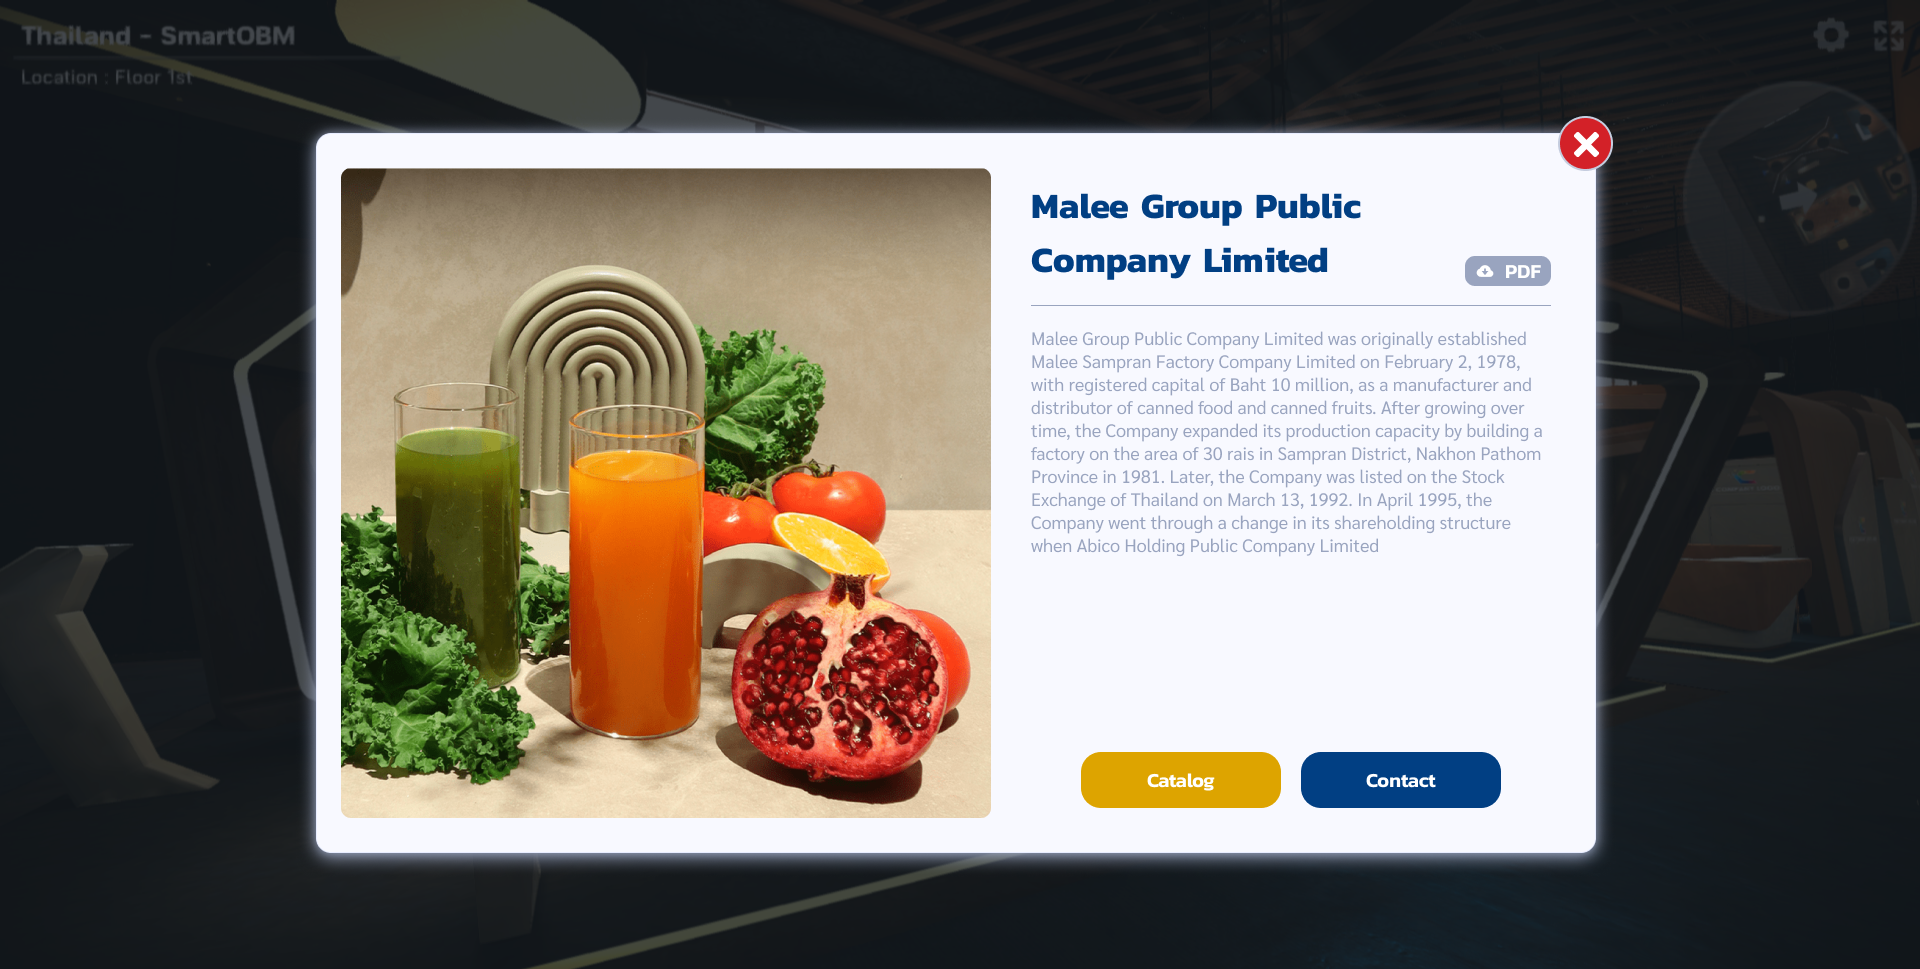 Thailand - SmartOBM
Location : Floor 1st
Malee Group Public
Company Limited
PDF
Malee Group Public Company Limited was originally established
Malee Sampran Factory Company Limited on February 2, 1978,
with registered capital of Baht 10 million, as a manufacturer and
distributor of canned food and canned fruits. After growing over
time, the Company expanded its production capacity by building a
factory on the area of 30 rais in Sampran District, Nakhon Pathom
Province in 1981. Later, the Company was listed on the Stock
Exchange of Thailand on March 13, 1992. In April 1995, the
Company went through a change in its shareholding structure
when Abico Holding Public Company Limited
Catalog
Contact